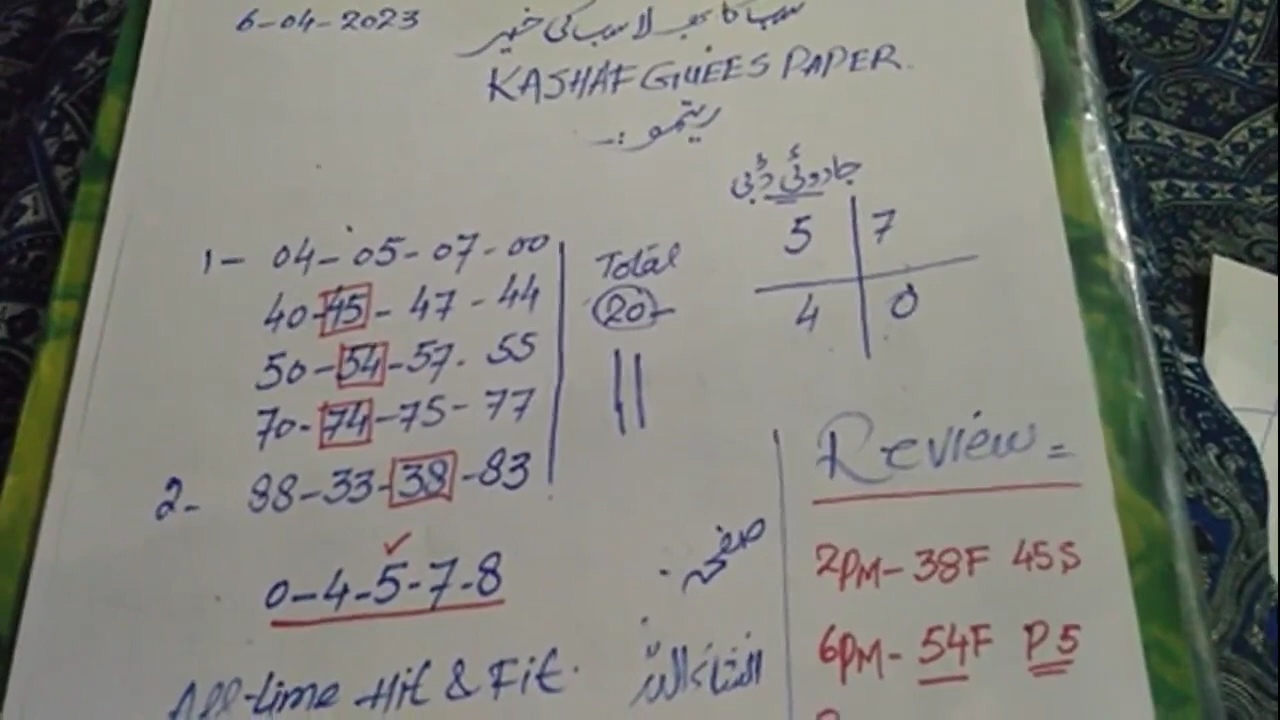 6-04-2023
سب کا بھلا سب کی خیر
KASHAF GUEES PAPER.
ریتمو :-
جادوئی ڈبی
5 7
4 0
1- 04-05-07-00
40-45-47-44
50-54-57-55
70-74-75-77
2- 88-33-38-83
Total
20
0-4-5-7-8
All-time Hit & Fit.
انشاءاللہ
Review =
2PM-38F 45S
6PM-54F P5